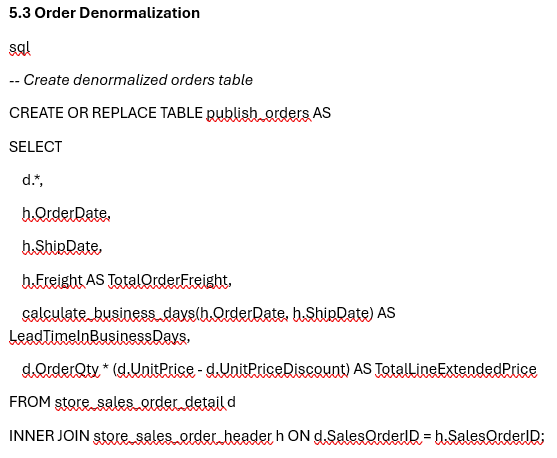 5.3 Order Denormalization
sql
-- Create denormalized orders table
CREATE OR REPLACE TABLE publish_orders AS
SELECT
d.*,
h.OrderDate,
h.ShipDate,
h.Freight AS TotalOrderFreight,
calculate_business_days(h.OrderDate, h.ShipDate) AS
LeadTimeInBusinessDays,
d.OrderQty * (d.UnitPrice - d.UnitPriceDiscount) AS TotalLineExtendedPrice
FROM store_sales_order_detail d
INNER JOIN store_sales_order_header h ON d.SalesOrderID = h.SalesOrderID;